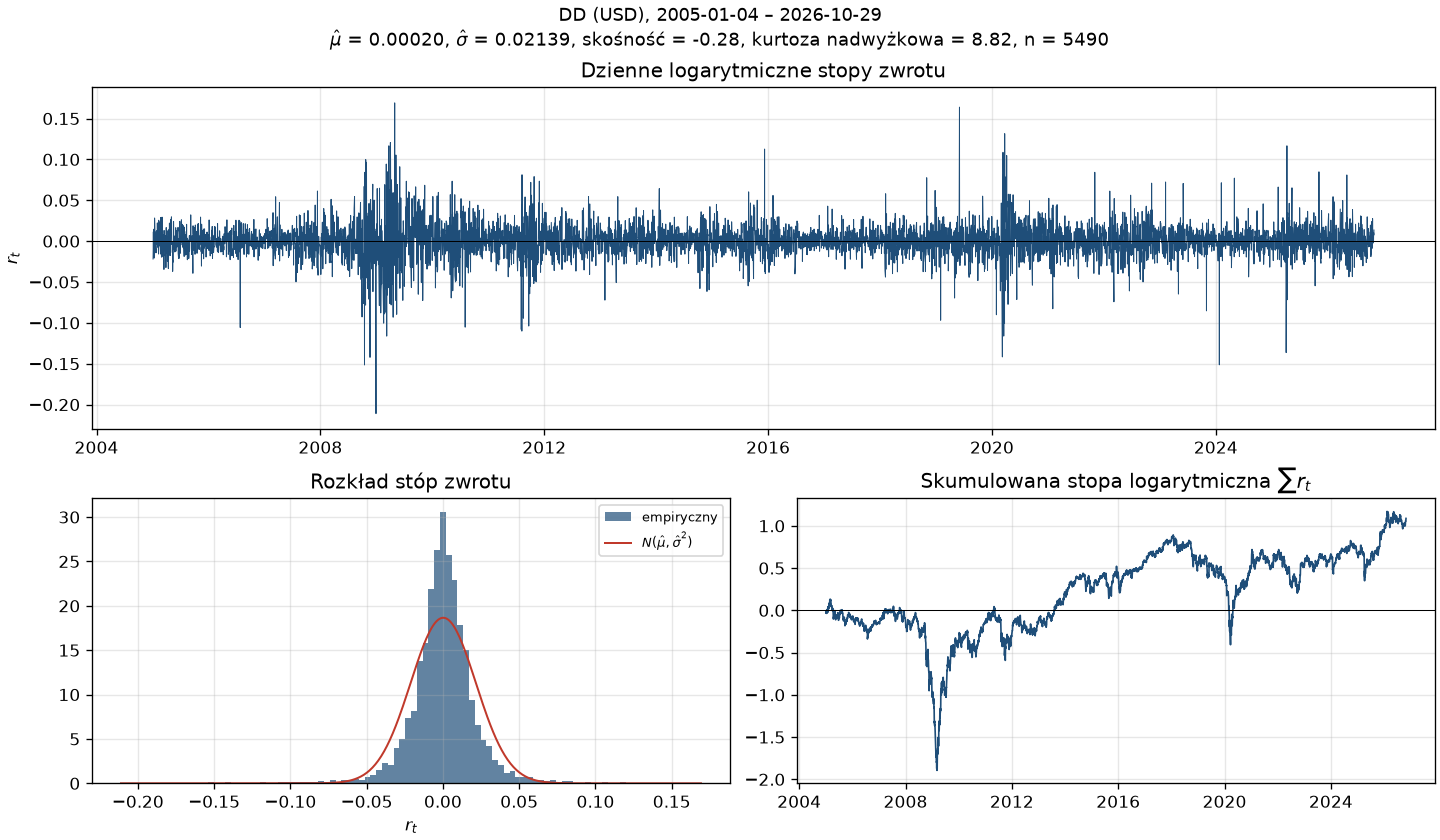 DD (USD), 2005-01-04 – 2026-10-29
μ̂ = 0.00020, σ̂ = 0.02139, skośność = -0.28, kurtoza nadwyżkowa = 8.82, n = 5490
Dzienne logarytmiczne stopy zwrotu
0.15
0.10
0.05
0.00
−0.05
−0.10
−0.15
−0.20
r_t
2004 2008 2012 2016 2020 2024
Rozkład stóp zwrotu
30
25
20
15
10
5
0
empiryczny
N(μ̂, σ̂²)
−0.20 −0.15 −0.10 −0.05 0.00 0.05 0.10 0.15
r_t
Skumulowana stopa logarytmiczna ∑r_t
1.0
0.5
0.0
−0.5
−1.0
−1.5
−2.0
2004 2008 2012 2016 2020 2024